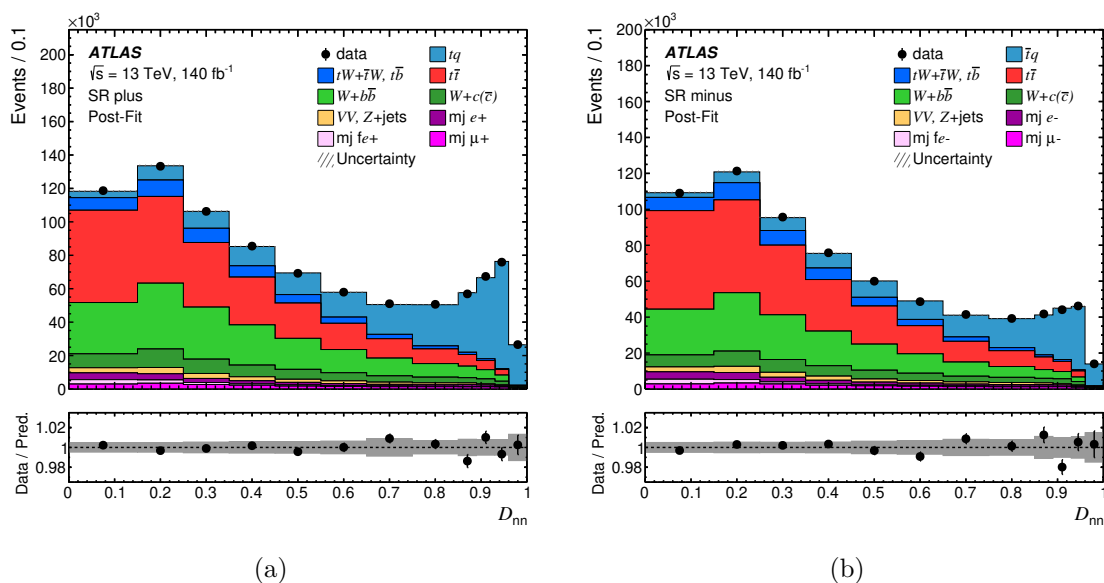 ×10³
Events / 0.1
220
200
180
160
140
120
100
80
60
40
20
0
ATLAS
√s = 13 TeV, 140 fb⁻¹
SR plus
Post-Fit
data
tq
tW+t̅W, tb̅
tt̅
W+bb̅
W+c(c̅)
VV, Z+jets
mj e+
mj fe+
mj μ+
Uncertainty
Data / Pred.
1.02
1
0.98
0 0.1 0.2 0.3 0.4 0.5 0.6 0.7 0.8 0.9 1
Dnn
(a)
×10³
Events / 0.1
200
180
160
140
120
100
80
60
40
20
0
ATLAS
√s = 13 TeV, 140 fb⁻¹
SR minus
Post-Fit
data
t̅q
tW+t̅W, tb̅
tt̅
W+bb̅
W+c(c̅)
VV, Z+jets
mj e-
mj fe-
mj μ-
Uncertainty
Data / Pred.
1.02
1
0.98
0 0.1 0.2 0.3 0.4 0.5 0.6 0.7 0.8 0.9 1
Dnn
(b)